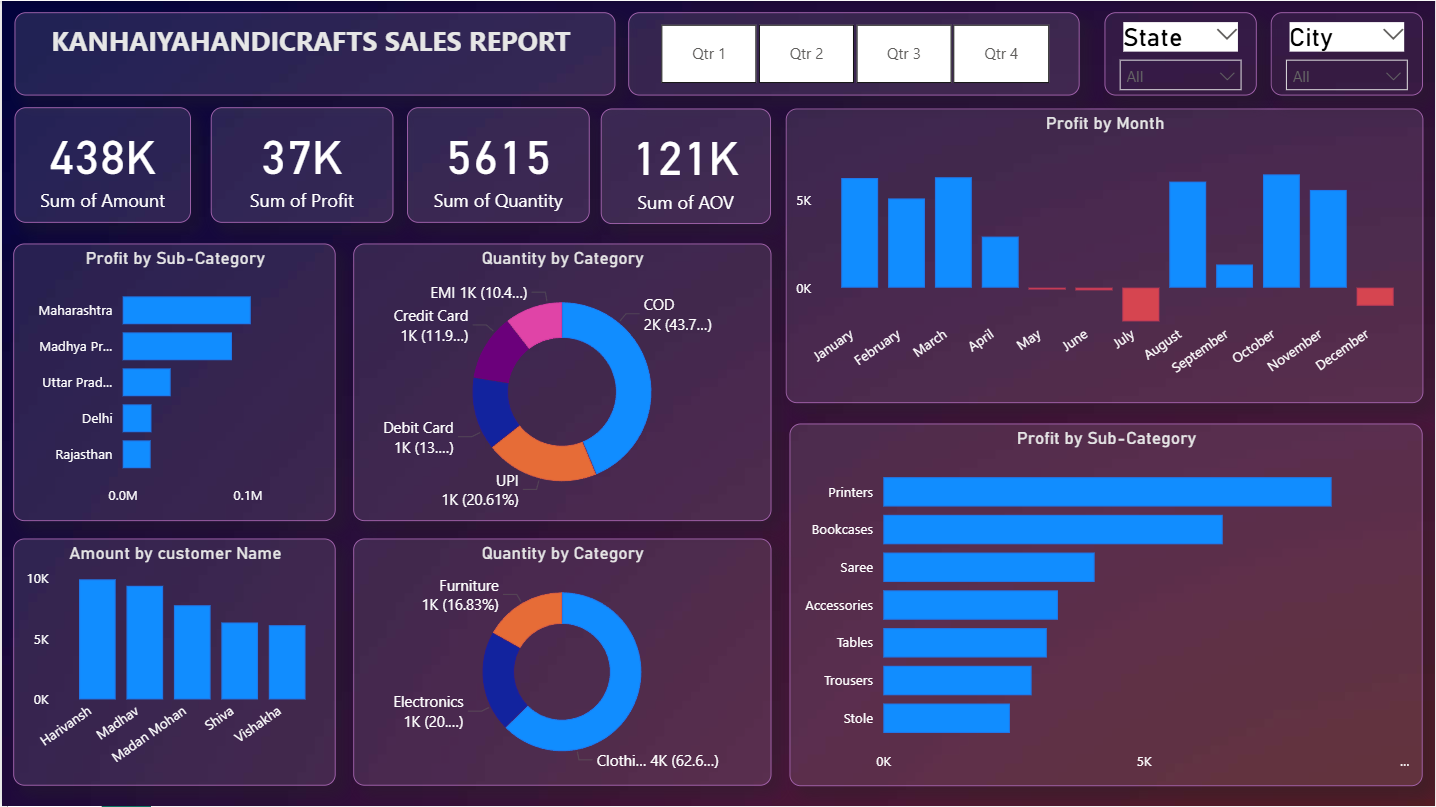 KANHAIYAHANDICRAFTS SALES REPORT
Qtr 1
Qtr 2
Qtr 3
Qtr 4
State
All
City
All
438K
Sum of Amount
37K
Sum of Profit
5615
Sum of Quantity
121K
Sum of AOV
Profit by Month
5K
0K
January
February
March
April
May
June
July
August
September
October
November
December
Profit by Sub-Category
Maharashtra
Madhya Pr...
Uttar Prad...
Delhi
Rajasthan
0.0M
0.1M
Quantity by Category
EMI 1K (10.4...)
Credit Card
1K (11.9...)
COD
2K (43.7...)
Debit Card
1K (13....)
UPI
1K (20.61%)
Profit by Sub-Category
Printers
Bookcases
Saree
Accessories
Tables
Trousers
Stole
0K
5K
...
Amount by customer Name
10K
5K
0K
Harivansh
Madhav
Madan Mohan
Shiva
Vishakha
Quantity by Category
Furniture
1K (16.83%)
Electronics
1K (20....)
Clothi... 4K (62.6...)